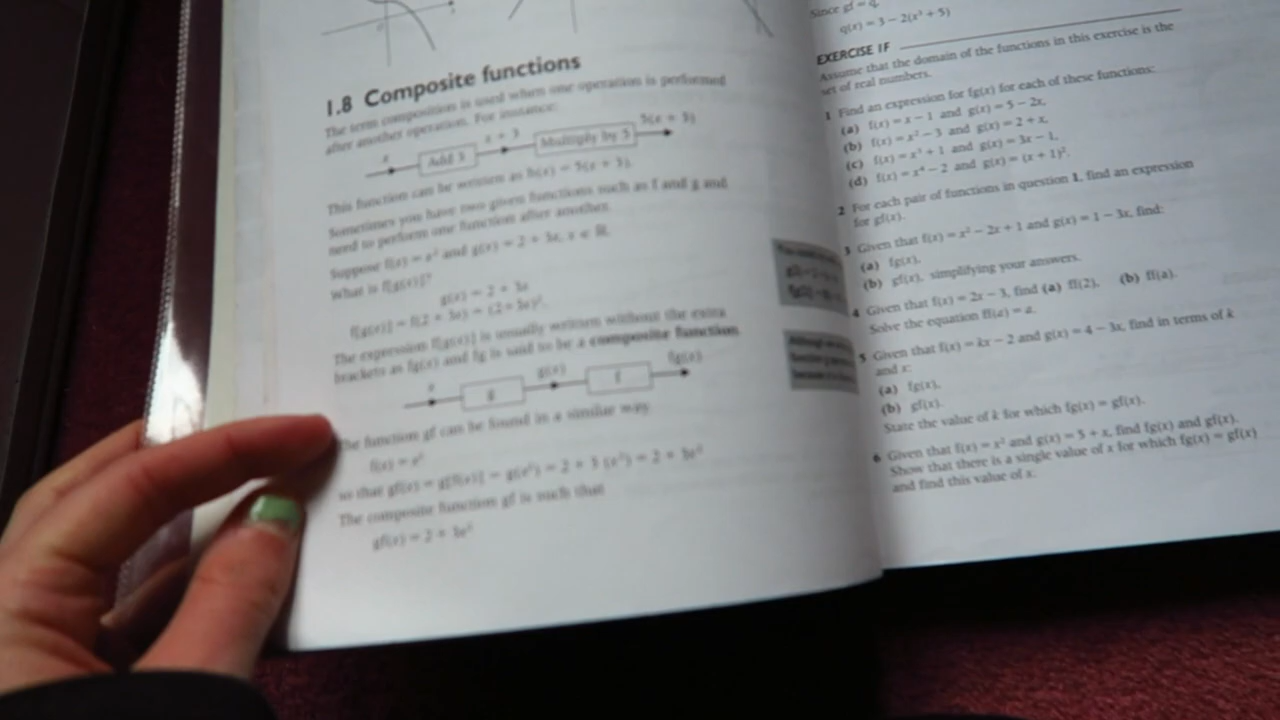 1.8 Composite functions
The term composition is used when one operation is performed
after another operation. For instance:
x
Add 3
x + 3
Multiply by 5
5(x + 3)
This function can be written as h(x) = 5(x + 3).
Sometimes you have two given functions such as f and g and
need to perform one function after another.
Suppose f(x) = x² and g(x) = 2 + 3x, x ∈ ℝ.
What is f[g(x)]?
g(x) = 2 + 3x
f[g(x)] = f(2 + 3x) = (2 + 3x)².
The expression f[g(x)] is usually written without the extra
brackets as fg(x) and fg is said to be a composite function
x
g
g(x)
f
fg(x)
The function gf can be found in a similar way.
f(x) = x²
so that gf(x) = g[f(x)] = g(x²) = 2 + 3(x²) = 2 + 3x²
The composite function gf is such that
gf(x) = 2 + 3x²
Since gf = q,
q(x) = 3 − 2(x³ + 5)
EXERCISE 1F
Assume that the domain of the functions in this exercise is the
set of real numbers.
1 Find an expression for fg(x) for each of these functions:
(a) f(x) = x − 1 and g(x) = 5 − 2x,
(b) f(x) = x² − 3 and g(x) = 2 + x,
(c) f(x) = x³ + 1 and g(x) = 3x − 1,
(d) f(x) = x⁴ − 2 and g(x) = (x + 1)².
2 For each pair of functions in question 1, find an expression
for gf(x).
3 Given that f(x) = x² − 2x + 1 and g(x) = 1 − 3x, find:
(a) fg(x),
(b) gf(x), simplifying your answers.
4 Given that f(x) = 2x − 3, find (a) ff(2), (b) ff(a).
Solve the equation ff(a) = a.
5 Given that f(x) = kx − 2 and g(x) = 4 − 3x, find in terms of k
and x:
(a) fg(x),
(b) gf(x).
State the value of k for which fg(x) = gf(x).
6 Given that f(x) = x² and g(x) = 5 + x, find fg(x) and gf(x).
Show that there is a single value of x for which fg(x) = gf(x)
and find this value of x.